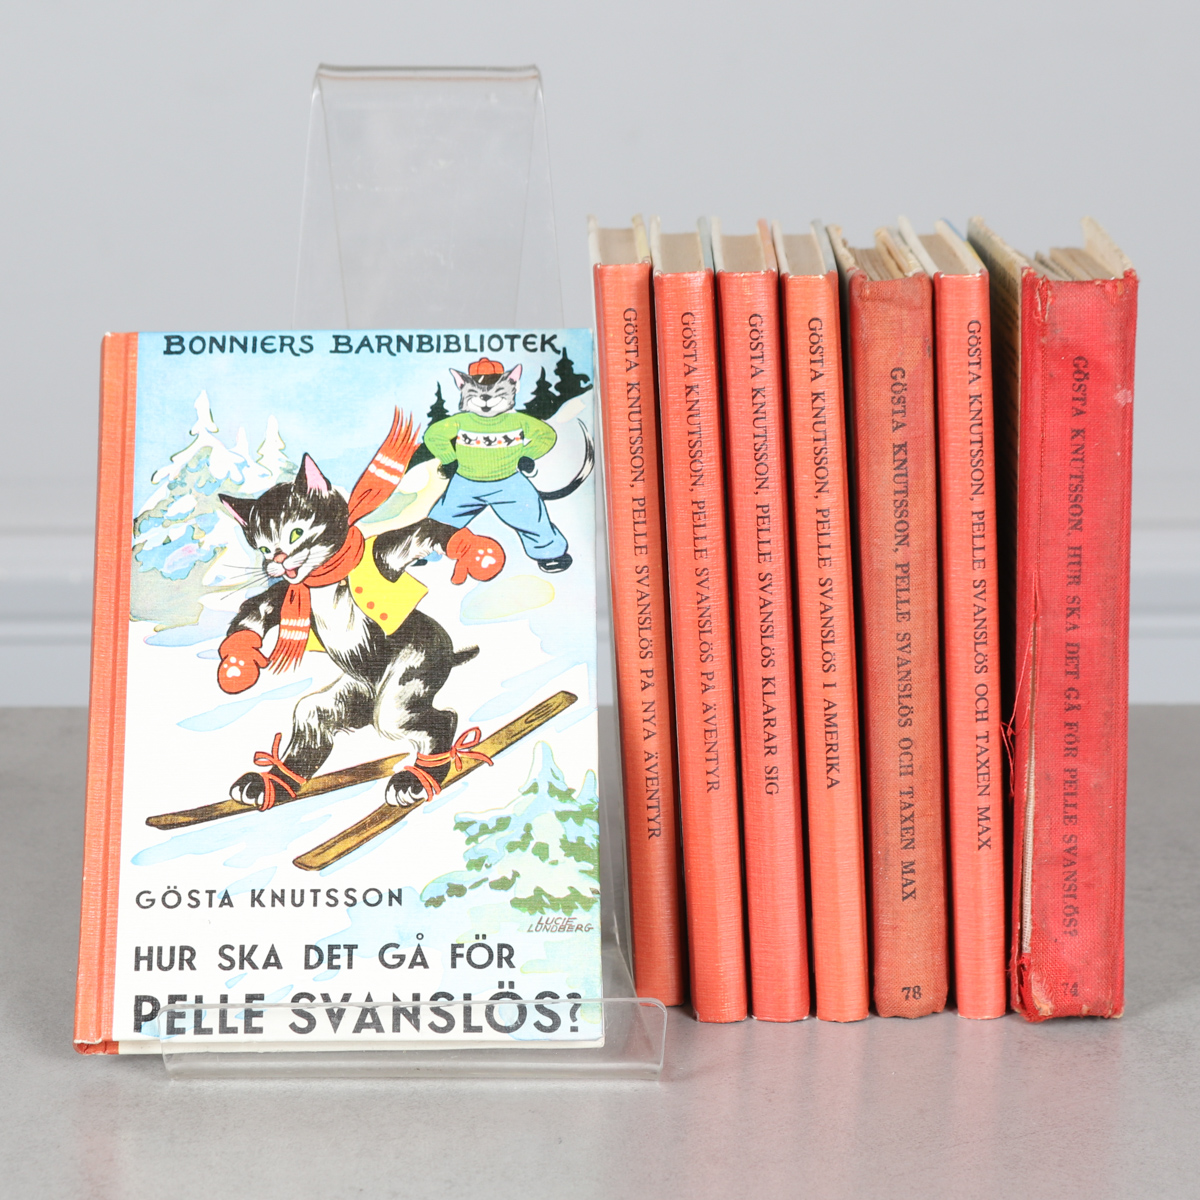 BONNIERS BARNBIBLIOTEK
LUCIE
LUNDBERG
GÖSTA KNUTSSON
HUR SKA DET GÅ FÖR
PELLE SVANSLÖS?
GÖSTA KNUTSSON, PELLE SVANSLÖS PÅ NYA ÄVENTYR
GÖSTA KNUTSSON, PELLE SVANSLÖS PÅ ÄVENTYR
GÖSTA KNUTSSON, PELLE SVANSLÖS KLARAR SIG
GÖSTA KNUTSSON, PELLE SVANSLÖS I AMERIKA
GÖSTA KNUTSSON, PELLE SVANSLÖS OCH TAXEN MAX
78
GÖSTA KNUTSSON, PELLE SVANSLÖS OCH TAXEN MAX
GÖSTA KNUTSSON, HUR SKA DET GÅ FÖR PELLE SVANSLÖS?
74